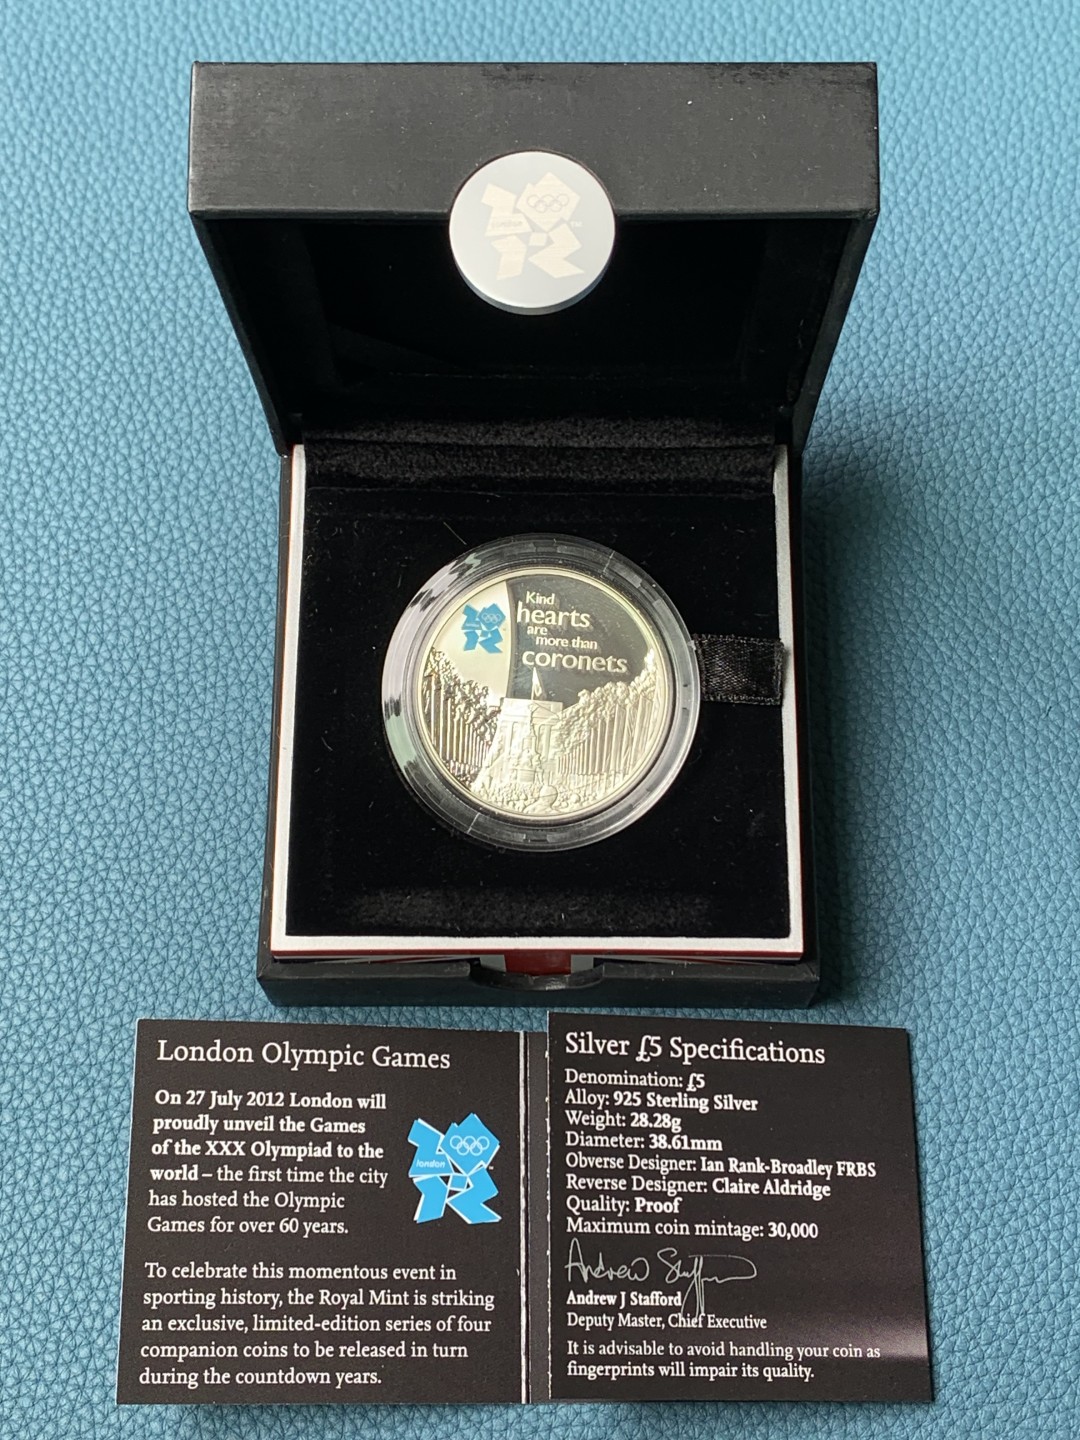 london
Kind
hearts
are
more than
coronets
London Olympic Games
On 27 July 2012 London will
proudly unveil the Games
of the XXX Olympiad to the
world – the first time the city
has hosted the Olympic
Games for over 60 years.
london
™
To celebrate this momentous event in
sporting history, the Royal Mint is striking
an exclusive, limited-edition series of four
companion coins to be released in turn
during the countdown years.
Silver £5 Specifications
Denomination: £5
Alloy: 925 Sterling Silver
Weight: 28.28g
Diameter: 38.61mm
Obverse Designer: Ian Rank-Broadley FRBS
Reverse Designer: Claire Aldridge
Quality: Proof
Maximum coin mintage: 30,000
Andrew Stafford
Andrew J Stafford
Deputy Master, Chief Executive
It is advisable to avoid handling your coin as
fingerprints will impair its quality.